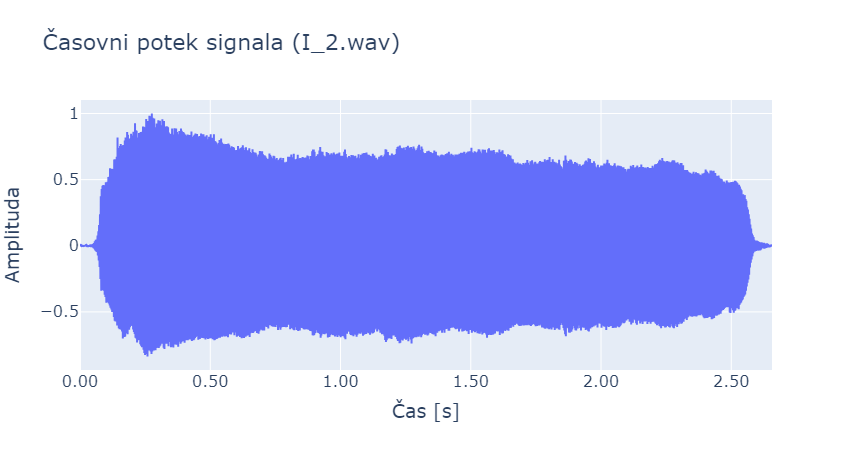 Časovni potek signala (I_2.wav)
1
0.5
0
−0.5
Amplituda
0.00 0.50 1.00 1.50 2.00 2.50
Čas [s]